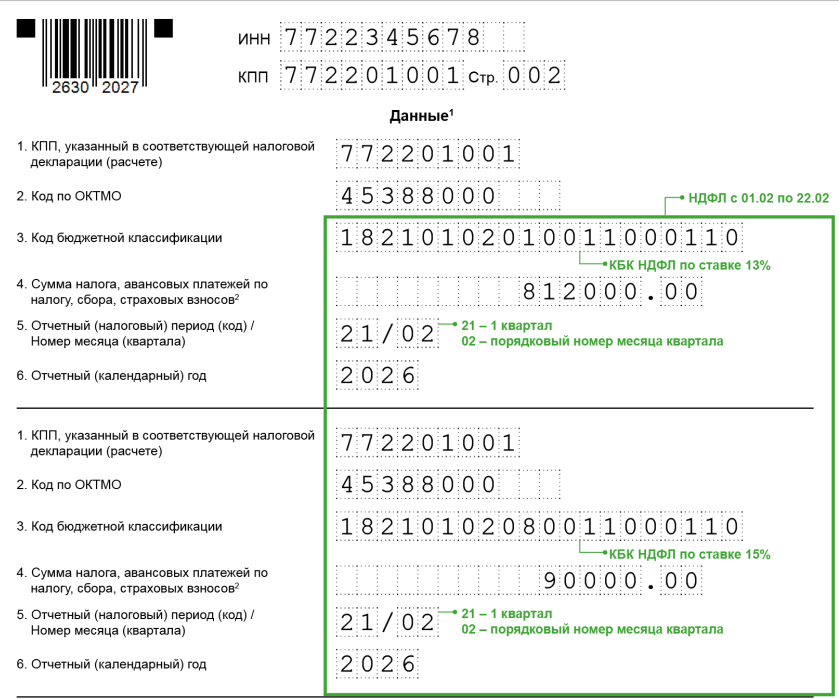 ИНН 7722345678
КПП 772201001 Стр. 002
2630 2027
Данные¹
1. КПП, указанный в соответствующей налоговой
декларации (расчете)
772201001
2. Код по ОКТМО
45388000
НДФЛ с 01.02 по 22.02
3. Код бюджетной классификации
18210102010011000110
КБК НДФЛ по ставке 13%
4. Сумма налога, авансовых платежей по
налогу, сбора, страховых взносов²
812000.00
5. Отчетный (налоговый) период (код) /
Номер месяца (квартала)
21/02
21 – 1 квартал
02 – порядковый номер месяца квартала
6. Отчетный (календарный) год
2026
1. КПП, указанный в соответствующей налоговой
декларации (расчете)
772201001
2. Код по ОКТМО
45388000
3. Код бюджетной классификации
18210102080011000110
КБК НДФЛ по ставке 15%
4. Сумма налога, авансовых платежей по
налогу, сбора, страховых взносов²
90000.00
5. Отчетный (налоговый) период (код) /
Номер месяца (квартала)
21/02
21 – 1 квартал
02 – порядковый номер месяца квартала
6. Отчетный (календарный) год
2026